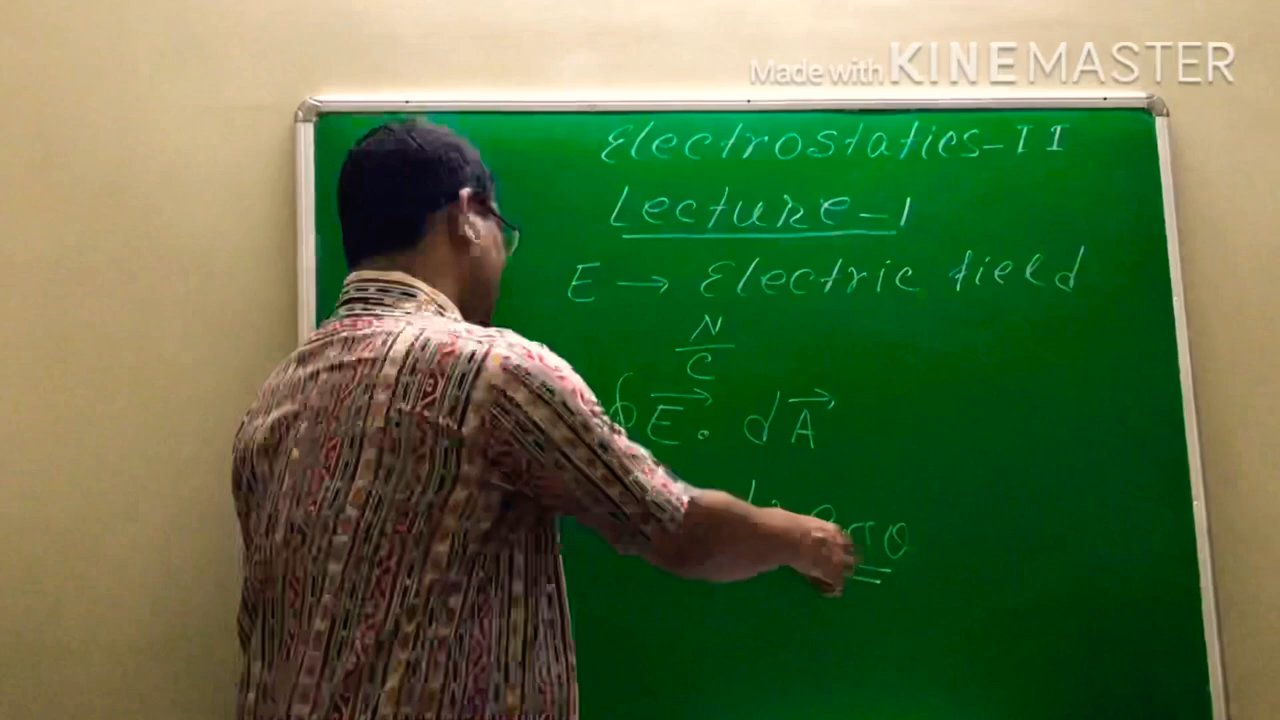 Made with KINEMASTER
Electrostatics-II
Lecture-1
E → Electric field
N
C
∮ E⃗ . dA⃗